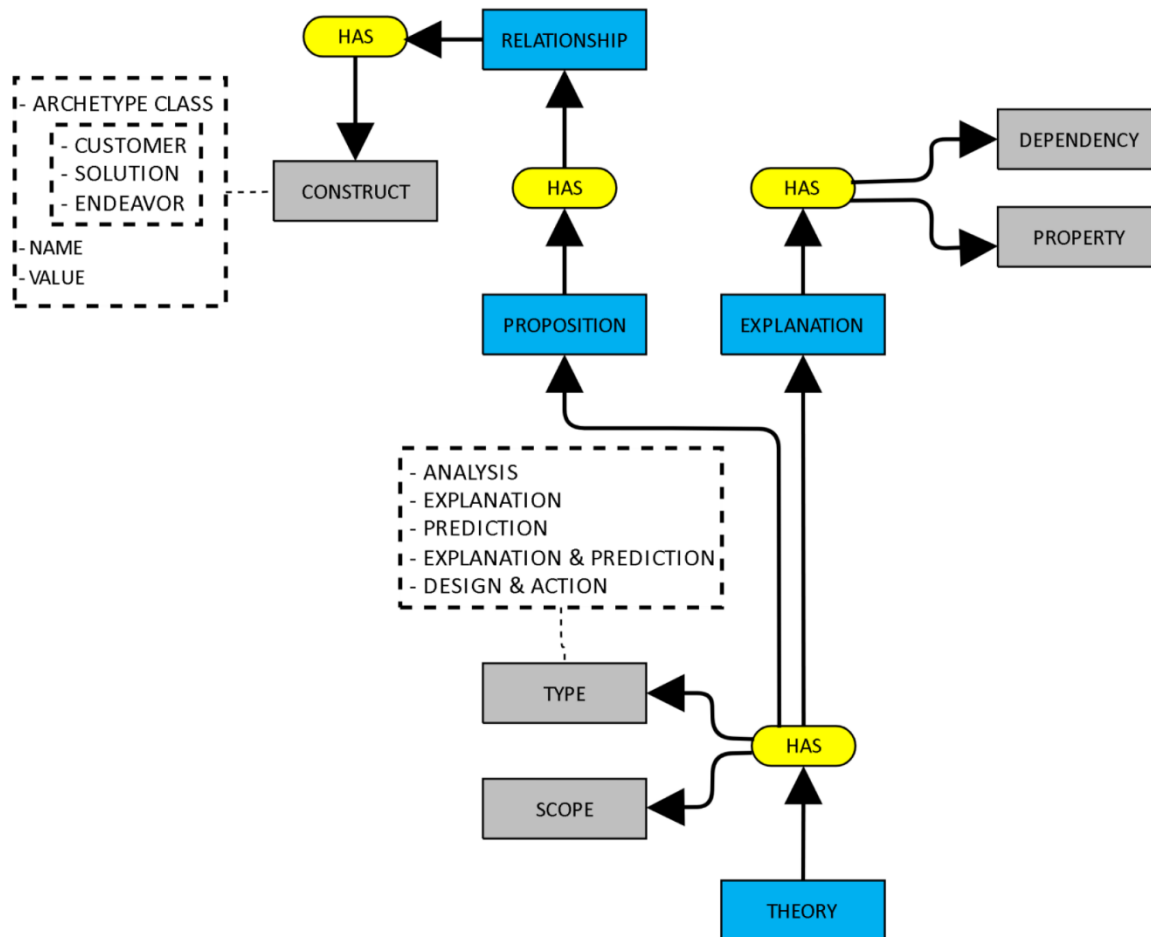 HAS
RELATIONSHIP
- ARCHETYPE CLASS
- CUSTOMER
- SOLUTION
- ENDEAVOR
- NAME
- VALUE
CONSTRUCT
HAS
HAS
DEPENDENCY
PROPERTY
PROPOSITION
EXPLANATION
- ANALYSIS
- EXPLANATION
- PREDICTION
- EXPLANATION & PREDICTION
- DESIGN & ACTION
TYPE
HAS
SCOPE
THEORY